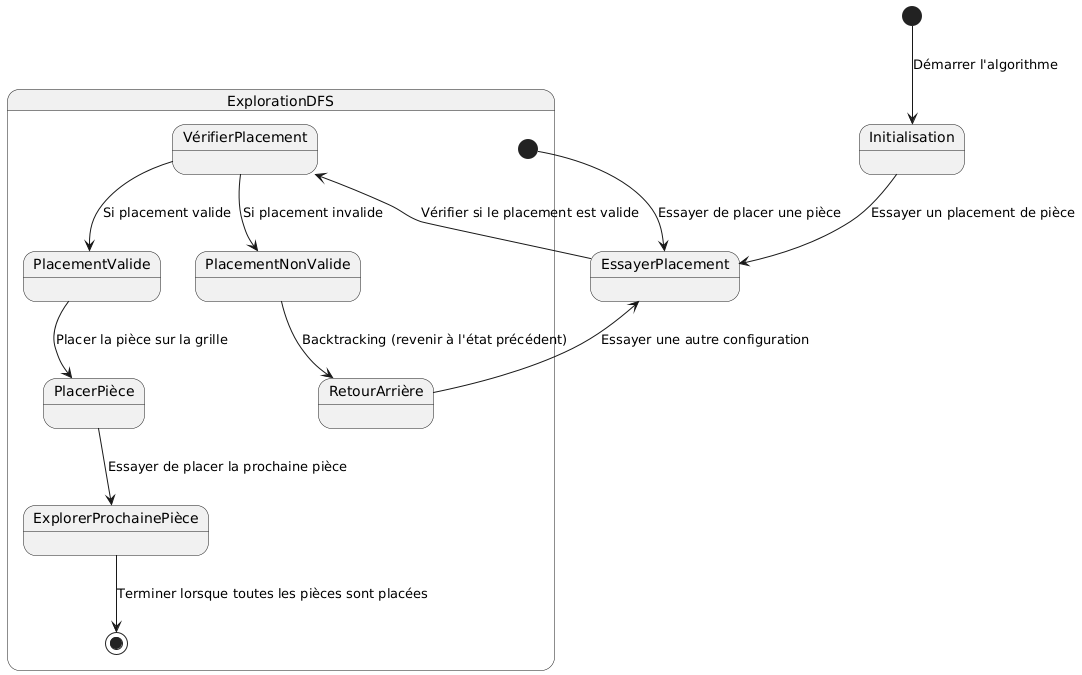 Démarrer l'algorithme
ExplorationDFS
VérifierPlacement
Initialisation
Si placement valide
Si placement invalide
Vérifier si le placement est valide
Essayer de placer une pièce
Essayer un placement de pièce
PlacementValide
PlacementNonValide
EssayerPlacement
Placer la pièce sur la grille
Backtracking (revenir à l'état précédent)
Essayer une autre configuration
PlacerPièce
RetourArrière
Essayer de placer la prochaine pièce
ExplorerProchainePièce
Terminer lorsque toutes les pièces sont placées